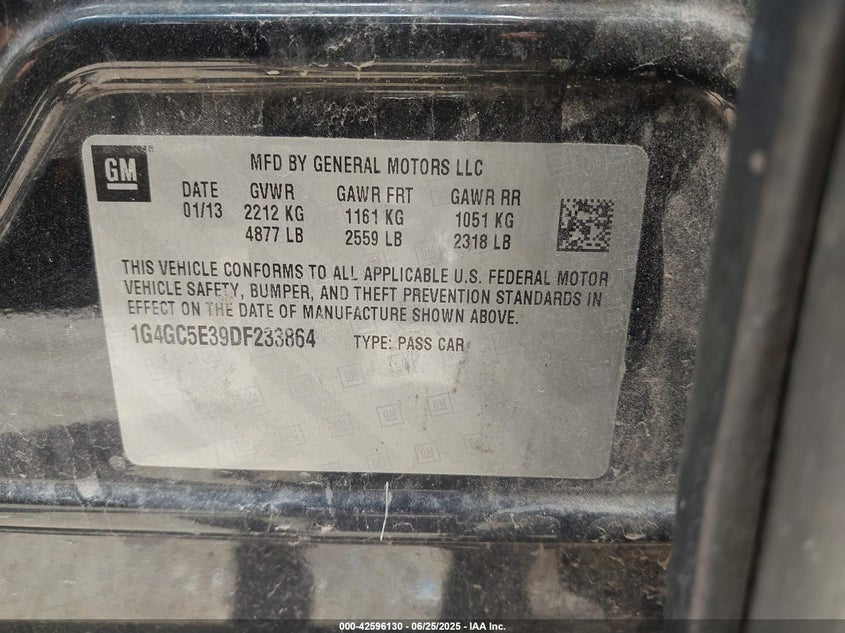 GM
MFD BY GENERAL MOTORS LLC
DATE GVWR GAWR FRT GAWR RR
01/13 2212 KG 1161 KG 1051 KG
4877 LB 2559 LB 2318 LB
THIS VEHICLE CONFORMS TO ALL APPLICABLE U.S. FEDERAL MOTOR
VEHICLE SAFETY, BUMPER, AND THEFT PREVENTION STANDARDS IN
EFFECT ON THE DATE OF MANUFACTURE SHOWN ABOVE.
1G4GC5E39DF233864 TYPE: PASS CAR
000-42596130 - 06/25/2025 - IAA Inc.